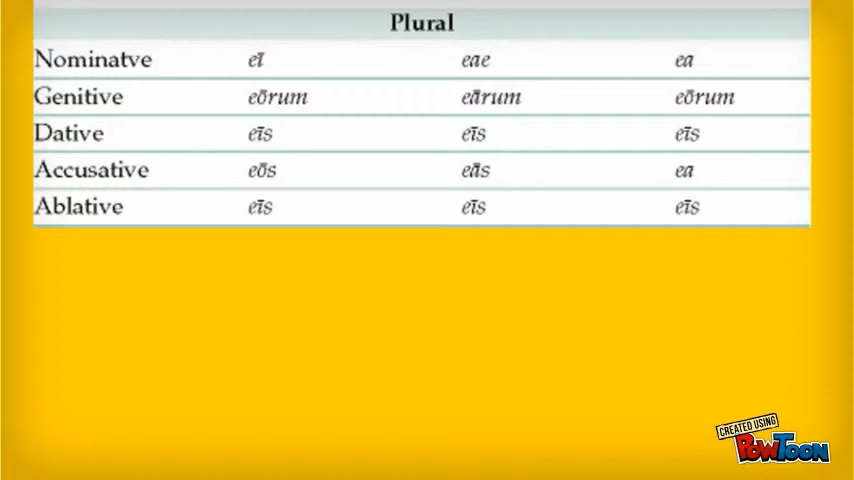 Plural
Nominatve eī eae ea
Genitive eōrum eārum eōrum
Dative eīs eīs eīs
Accusative eōs eās ea
Ablative eīs eīs eīs
CREATED USING
POWTOON